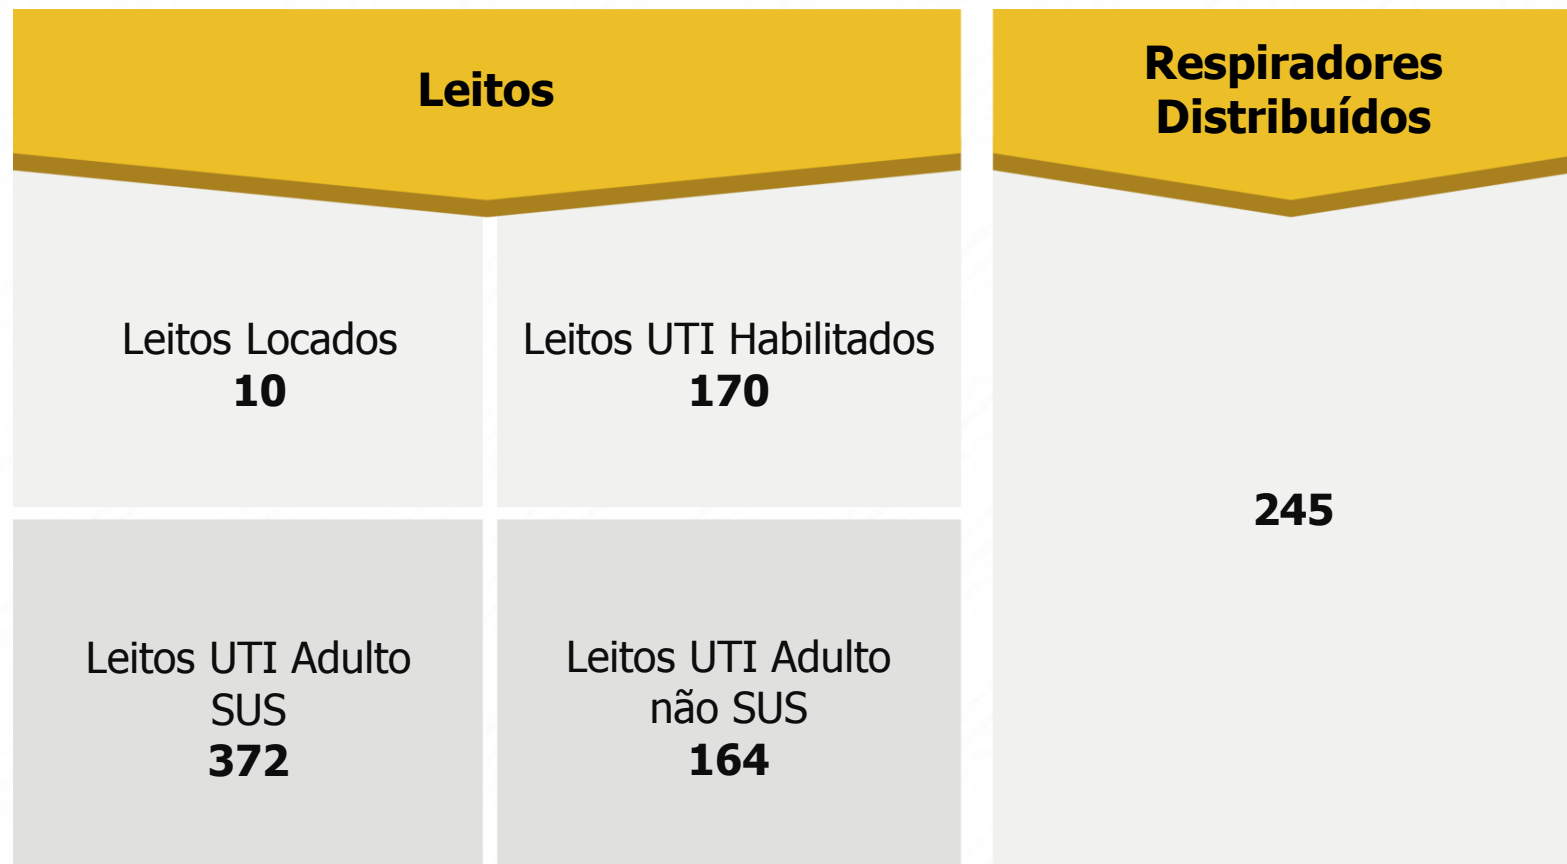 Leitos
Leitos Locados
10
Leitos UTI Habilitados
170
Leitos UTI Adulto
SUS
372
Leitos UTI Adulto
não SUS
164
Respiradores
Distribuídos
245